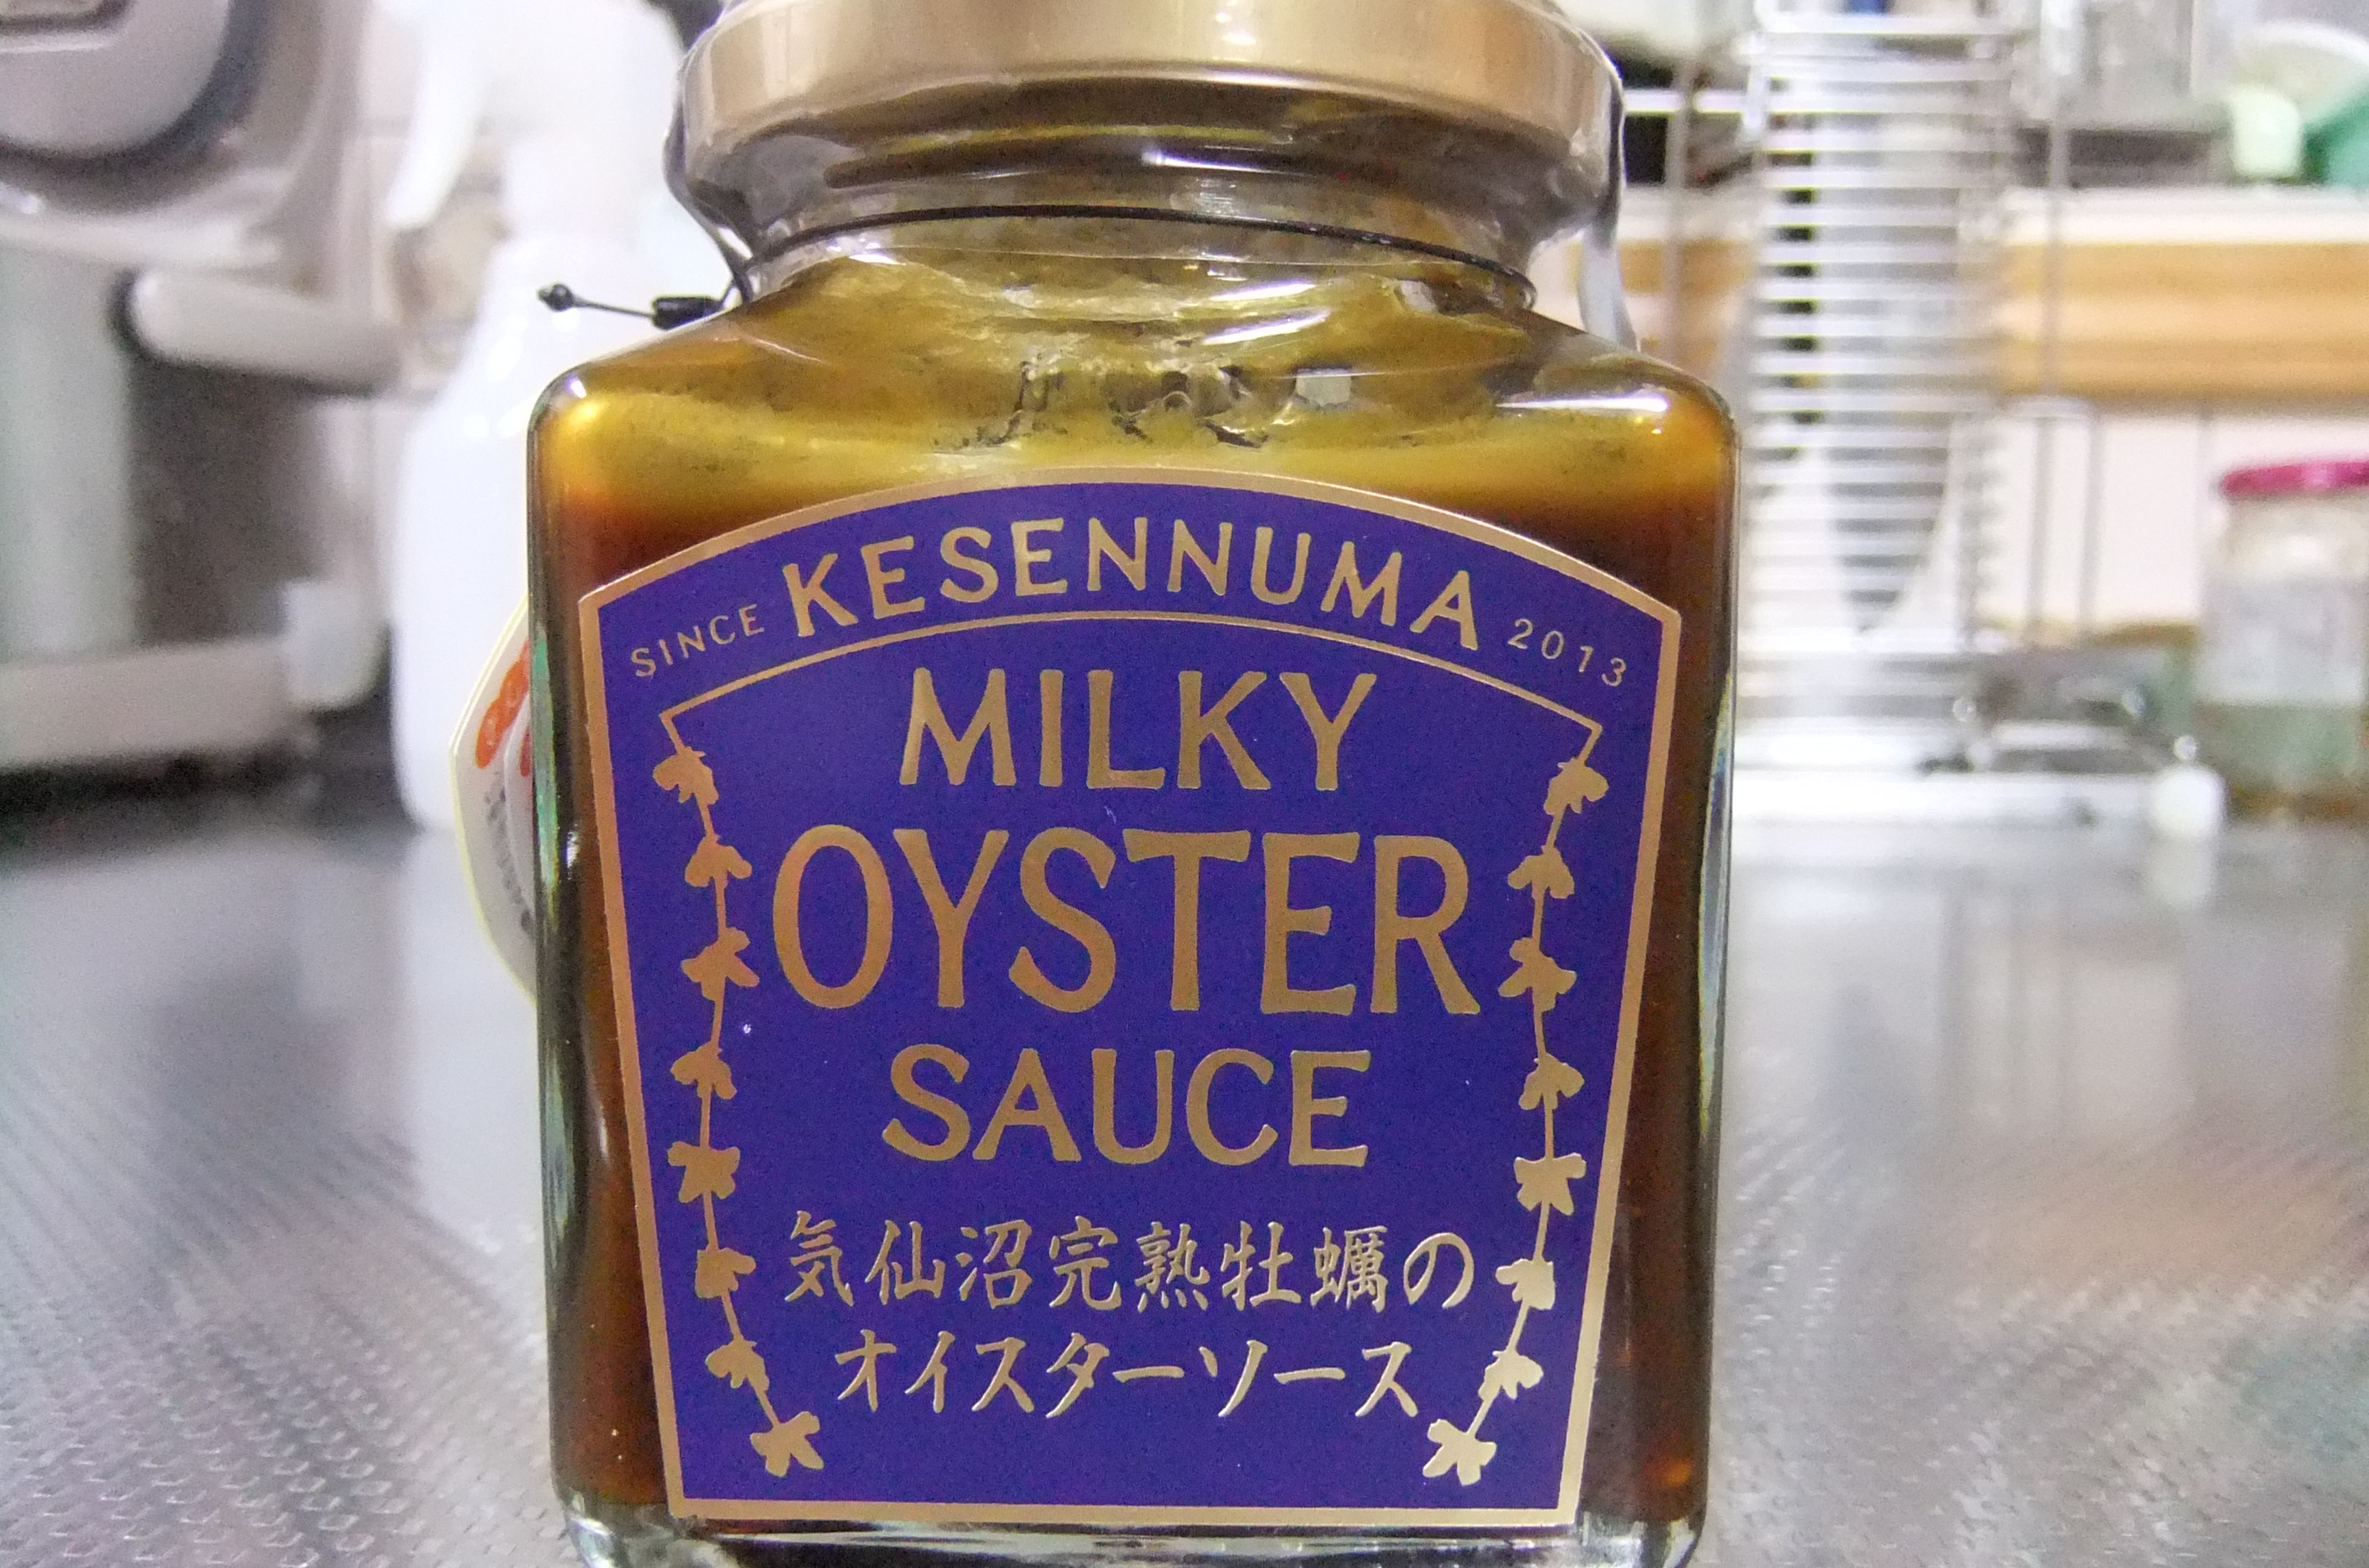 SINCE KESENNUMA 2013
MILKY
OYSTER
SAUCE
気仙沼完熟牡蠣の
オイスターソース